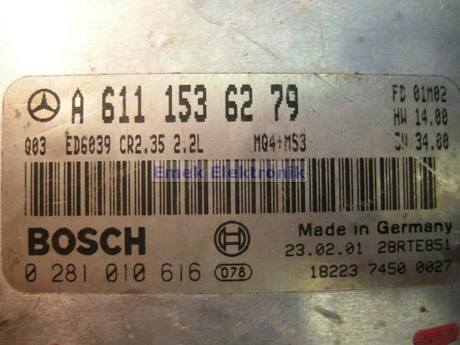 A 611 153 62 79
FD 01M02
HW 14.00
Q03 ED6039 CR2.35 2.2L MQ4+MS3 SW 34.00
Emek Elektronik
BOSCH
Made in Germany
23.02.01 28RTE851
0 281 010 616 078
18223 7450 0027